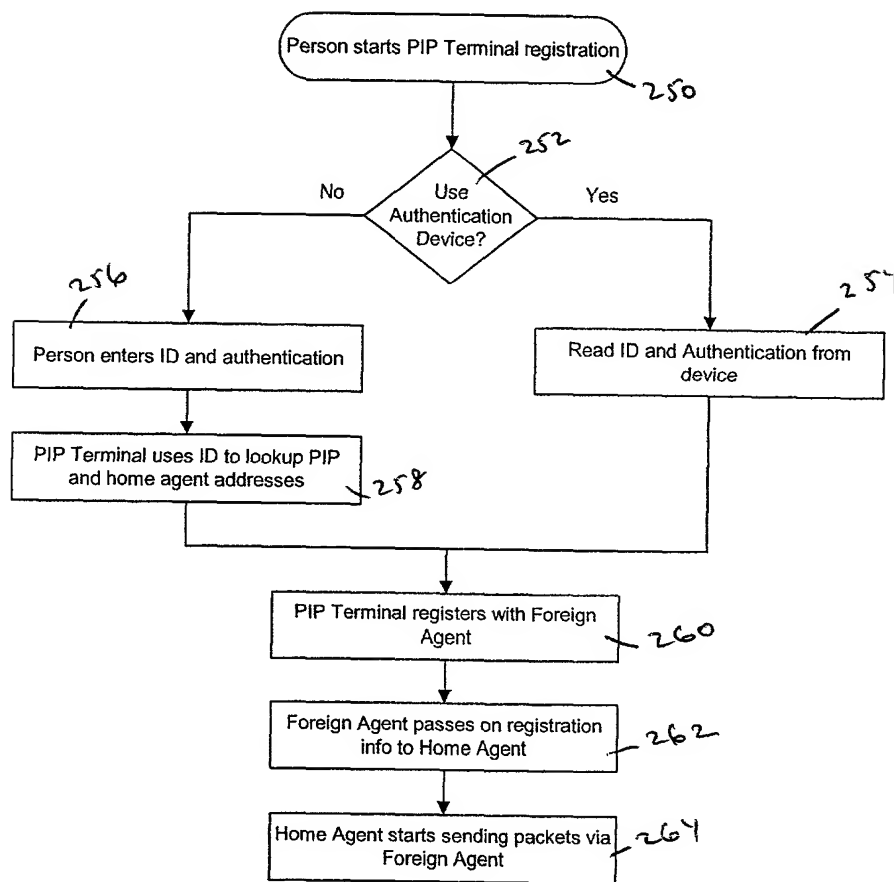 Person starts PIP Terminal registration
250
252
Use
Authentication
Device?
No
Yes
256
Person enters ID and authentication
Read ID and Authentication from
device
PIP Terminal uses ID to lookup PIP
and home agent addresses
258
PIP Terminal registers with Foreign
Agent
260
Foreign Agent passes on registration
info to Home Agent
262
Home Agent starts sending packets via
Foreign Agent
264